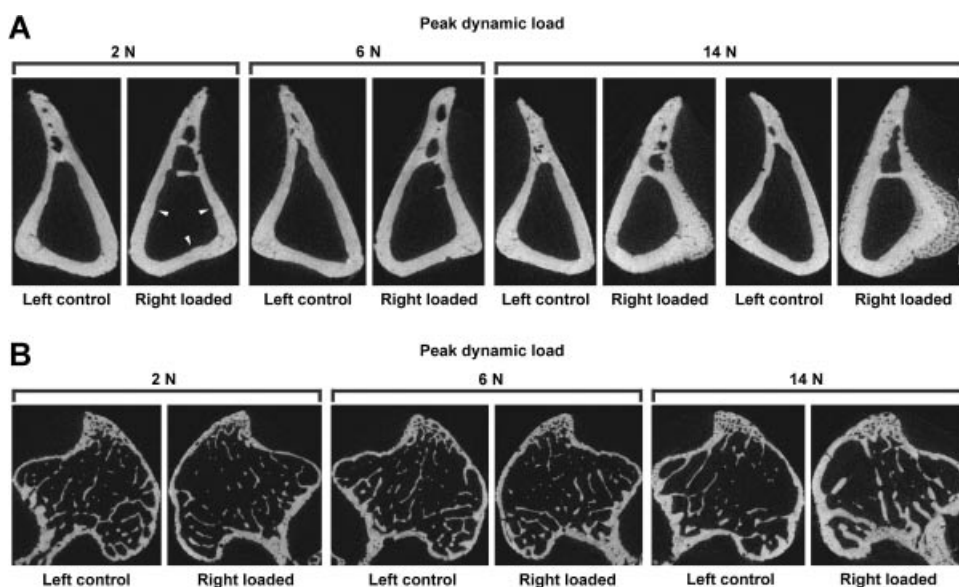 A
Peak dynamic load
2 N 6 N 14 N
Left control Right loaded Left control Right loaded Left control Right loaded Left control Right loaded
B
Peak dynamic load
2 N 6 N 14 N
Left control Right loaded Left control Right loaded Left control Right loaded